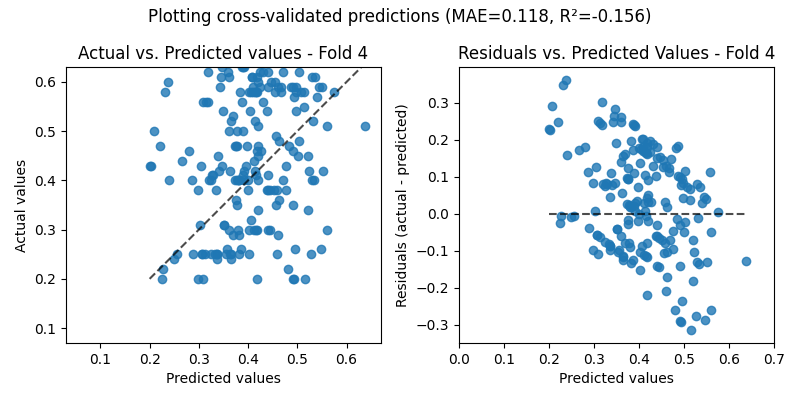 Plotting cross-validated predictions (MAE=0.118, R²=-0.156)
Actual vs. Predicted values - Fold 4
Actual values
0.6
0.5
0.4
0.3
0.2
0.1
0.1 0.2 0.3 0.4 0.5 0.6
Predicted values
Residuals vs. Predicted Values - Fold 4
Residuals (actual - predicted)
0.3
0.2
0.1
0.0
−0.1
−0.2
−0.3
0.0 0.1 0.2 0.3 0.4 0.5 0.6 0.7
Predicted values